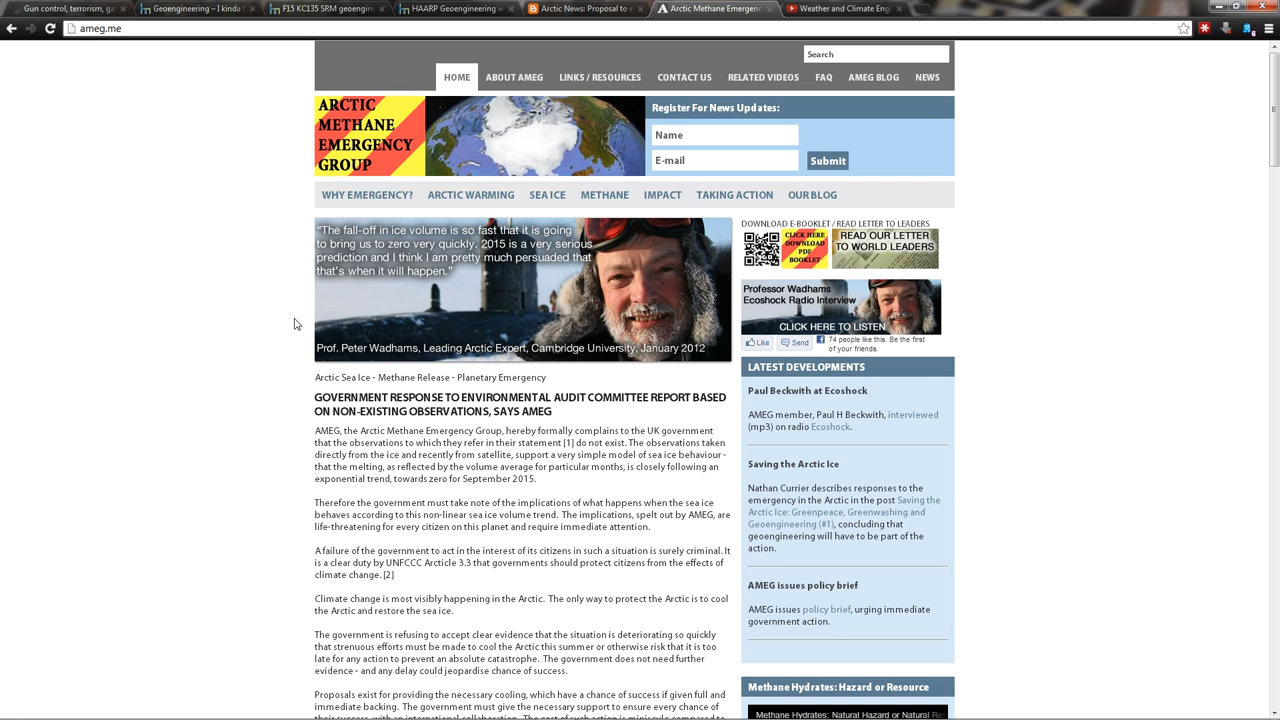 Gun control, terrorism, ga
Geoengineering – I kinda l
F15 KC135 SRM geoengine
HAARP Geoengineering w
Arctic News: Proposal to e
Arctic Methane Emergenc
Weather and Climate Eng
ameg.me
Search
HOME
ABOUT AMEG
LINKS / RESOURCES
CONTACT US
RELATED VIDEOS
FAQ
AMEG BLOG
NEWS
ARCTIC
METHANE
EMERGENCY
GROUP
Register For News Updates:
Name
E-mail
Submit
WHY EMERGENCY?
ARCTIC WARMING
SEA ICE
METHANE
IMPACT
TAKING ACTION
OUR BLOG
“The fall-off in ice volume is so fast that it is going
to bring us to zero very quickly. 2015 is a very serious
prediction and I think I am pretty much persuaded that
that’s when it will happen.”
Prof. Peter Wadhams, Leading Arctic Expert, Cambridge University, January 2012
Arctic Sea Ice - Methane Release - Planetary Emergency
GOVERNMENT RESPONSE TO ENVIRONMENTAL AUDIT COMMITTEE REPORT BASED
ON NON-EXISTING OBSERVATIONS, SAYS AMEG
AMEG, the Arctic Methane Emergency Group, hereby formally complains to the UK government
that the observations to which they refer in their statement [1] do not exist. The observations taken
directly from the ice and recently from satellite, support a very simple model of sea ice behaviour -
that the melting, as reflected by the volume average for particular months, is closely following an
exponential trend, towards zero for September 2015.
Therefore the government must take note of the implications of what happens when the sea ice
behaves according to this non-linear sea ice volume trend. The implications, spelt out by AMEG, are
life-threatening for every citizen on this planet and require immediate attention.
A failure of the government to act in the interest of its citizens in such a situation is surely criminal. It
is a clear duty by UNFCCC Arcticle 3.3 that governments should protect citizens from the effects of
climate change. [2]
Climate change is most visibly happening in the Arctic. The only way to protect the Arctic is to cool
the Arctic and restore the sea ice.
The government is refusing to accept clear evidence that the situation is deteriorating so quickly
that strenuous efforts must be made to cool the Arctic this summer or otherwise risk that it is too
late for any action to prevent an absolute catastrophe. The government does not need further
evidence - and any delay could jeopardise chance of success.
Proposals exist for providing the necessary cooling, which have a chance of success if given full and
immediate backing. The government must give the necessary support to ensure every chance of
their success, with an international collaboration. The cost of such action is miniscule compared to
DOWNLOAD E-BOOKLET / READ LETTER TO LEADERS
CLICK HERE
DOWNLOAD
PDF
BOOKLET
READ OUR LETTER
TO WORLD LEADERS
Professor Wadhams
Ecoshock Radio Interview
CLICK HERE TO LISTEN
Like
Send
74 people like this. Be the first
of your friends.
LATEST DEVELOPMENTS
Paul Beckwith at Ecoshock
AMEG member, Paul H Beckwith, interviewed
(mp3) on radio Ecoshock.
Saving the Arctic Ice
Nathan Currier describes responses to the
emergency in the Arctic in the post Saving the
Arctic Ice: Greenpeace, Greenwashing and
Geoengineering (#1), concluding that
geoengineering will have to be part of the
action.
AMEG issues policy brief
AMEG issues policy brief, urging immediate
government action.
Methane Hydrates: Hazard or Resource
Methane Hydrates: Natural Hazard or Natural Re